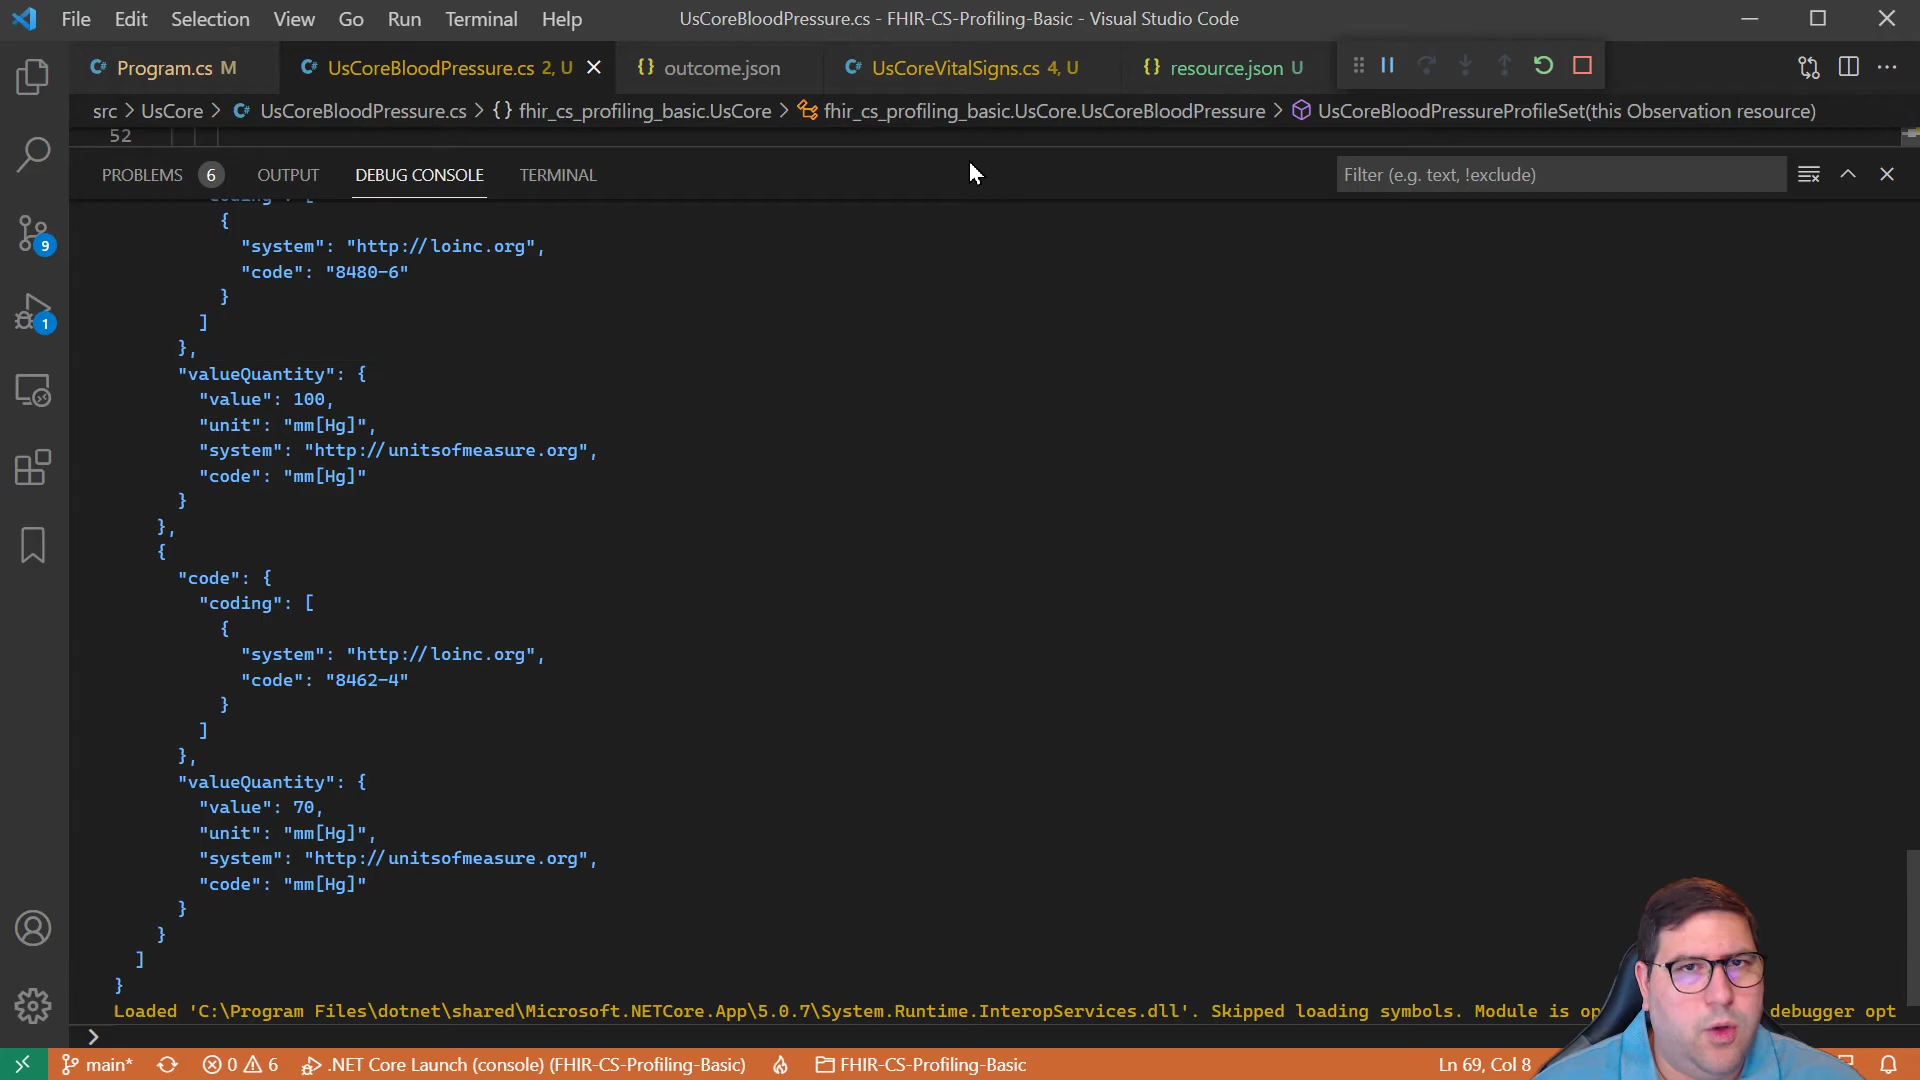 File Edit Selection View Go Run Terminal Help UsCoreBloodPressure.cs - FHIR-CS-Profiling-Basic - Visual Studio Code
Program.cs M UsCoreBloodPressure.cs 2, U {} outcome.json UsCoreVitalSigns.cs 4, U {} resource.json U
src > UsCore > UsCoreBloodPressure.cs > {} fhir_cs_profiling_basic.UsCore > fhir_cs_profiling_basic.UsCore.UsCoreBloodPressure > UsCoreBloodPressureProfileSet(this Observation resource)
52
PROBLEMS 6 OUTPUT DEBUG CONSOLE TERMINAL Filter (e.g. text, !exclude)
"coding": [
{
"system": "http://loinc.org",
"code": "8480-6"
}
]
},
"valueQuantity": {
"value": 100,
"unit": "mm[Hg]",
"system": "http://unitsofmeasure.org",
"code": "mm[Hg]"
}
},
{
"code": {
"coding": [
{
"system": "http://loinc.org",
"code": "8462-4"
}
]
},
"valueQuantity": {
"value": 70,
"unit": "mm[Hg]",
"system": "http://unitsofmeasure.org",
"code": "mm[Hg]"
}
}
]
}
Loaded 'C:\Program Files\dotnet\shared\Microsoft.NETCore.App\5.0.7\System.Runtime.InteropServices.dll'. Skipped loading symbols. Module is op debugger opt
>
9
1
main* 0 6 .NET Core Launch (console) (FHIR-CS-Profiling-Basic) FHIR-CS-Profiling-Basic Ln 69, Col 8